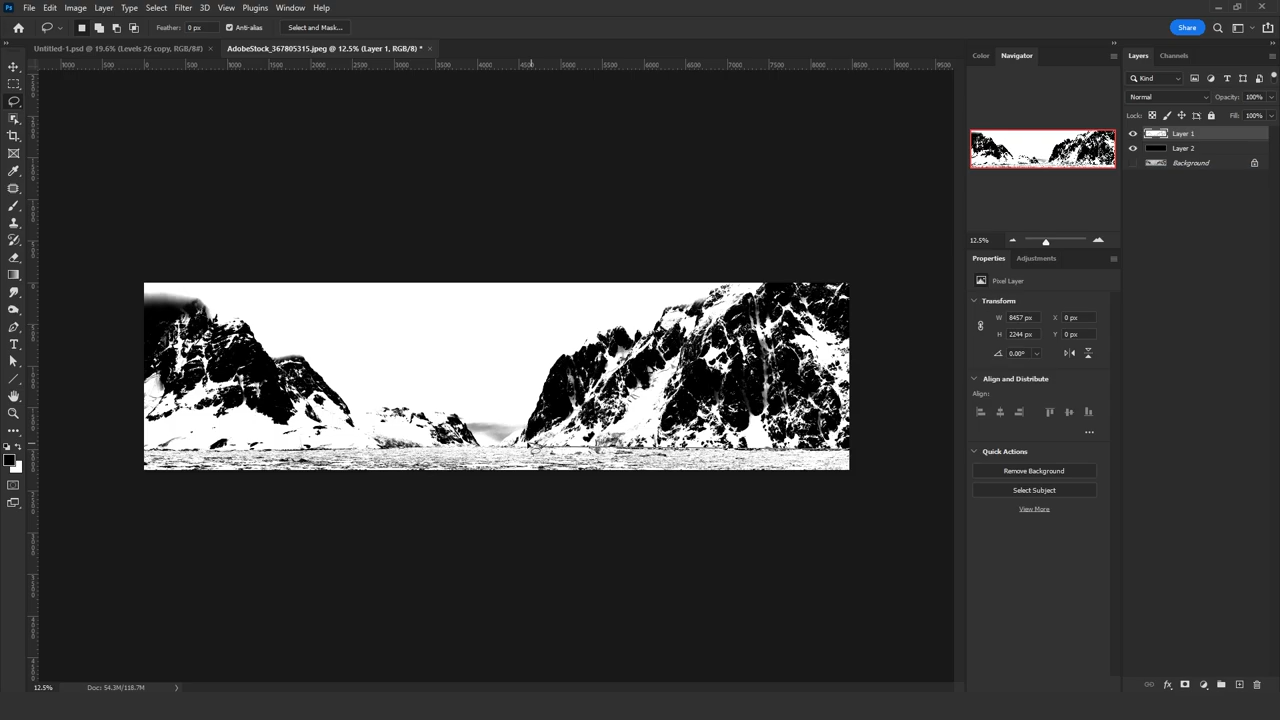 Ps File Edit Image Layer Type Select Filter 3D View Plugins Window Help
Feather: 0 px Anti-alias Select and Mask... Share
Untitled-1.psd @ 19.6% (Levels 26 copy, RGB/8#) × AdobeStock_367805315.jpeg @ 12.5% (Layer 1, RGB/8) * ×
Color Navigator
12.5%
Properties Adjustments
Pixel Layer
Transform
W 8457 px X 0 px
H 2244 px Y 0 px
0.00°
Align and Distribute
Align:
Quick Actions
Remove Background
Select Subject
View More
Layers Channels
Kind
Normal Opacity: 100%
Lock: Fill: 100%
Layer 1
Layer 2
Background
12.5% Doc: 54.3M/118.7M